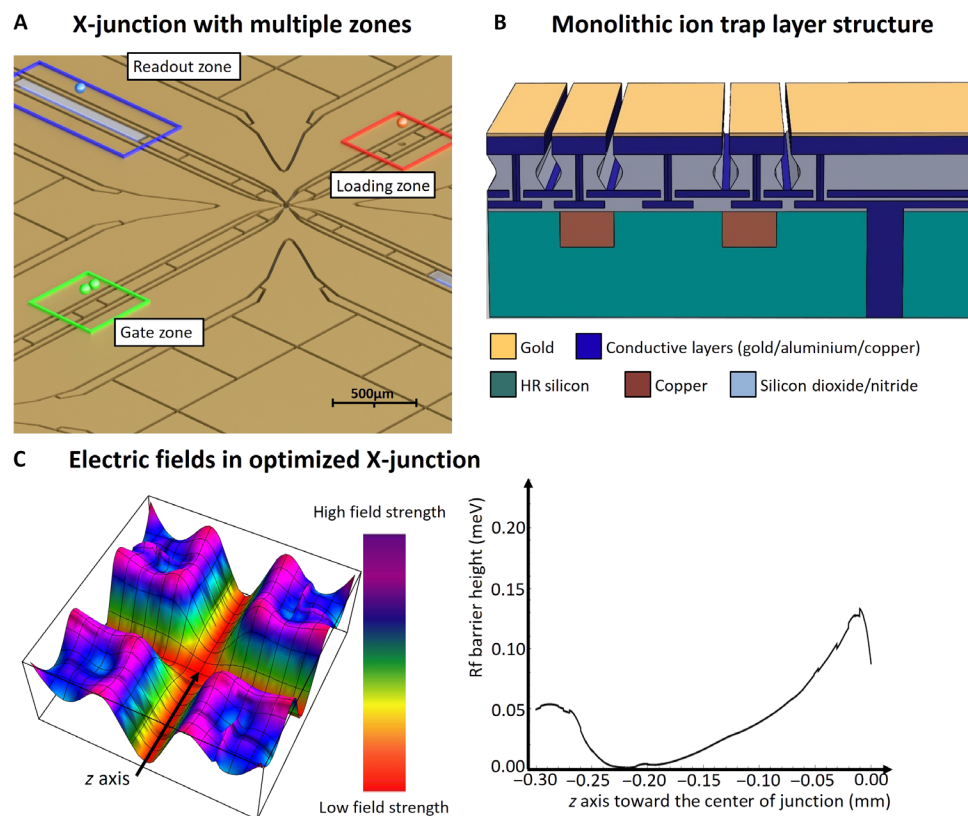 A X-junction with multiple zones
Readout zone
Loading zone
Gate zone
500μm
B Monolithic ion trap layer structure
Gold
Conductive layers (gold/aluminium/copper)
HR silicon
Copper
Silicon dioxide/nitride
C Electric fields in optimized X-junction
High field strength
Low field strength
z axis
Rf barrier height (meV)
0.20
0.15
0.10
0.05
0.00
−0.30 −0.25 −0.20 −0.15 −0.10 −0.05 0.00
z axis toward the center of junction (mm)